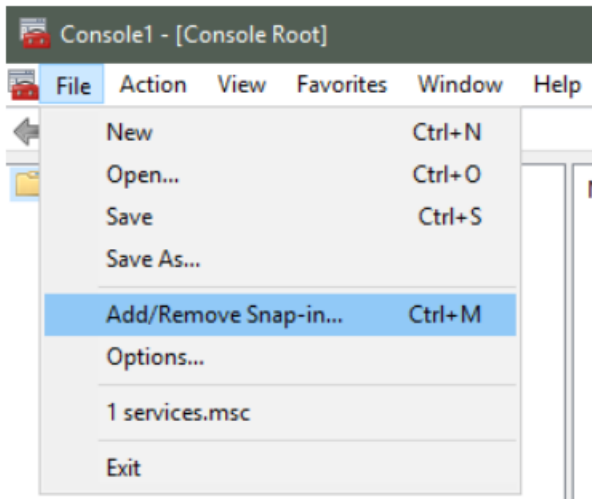 Console1 - [Console Root]
File Action View Favorites Window Help
New Ctrl+N
Open... Ctrl+O
Save Ctrl+S
Save As...
Add/Remove Snap-in... Ctrl+M
Options...
1 services.msc
Exit